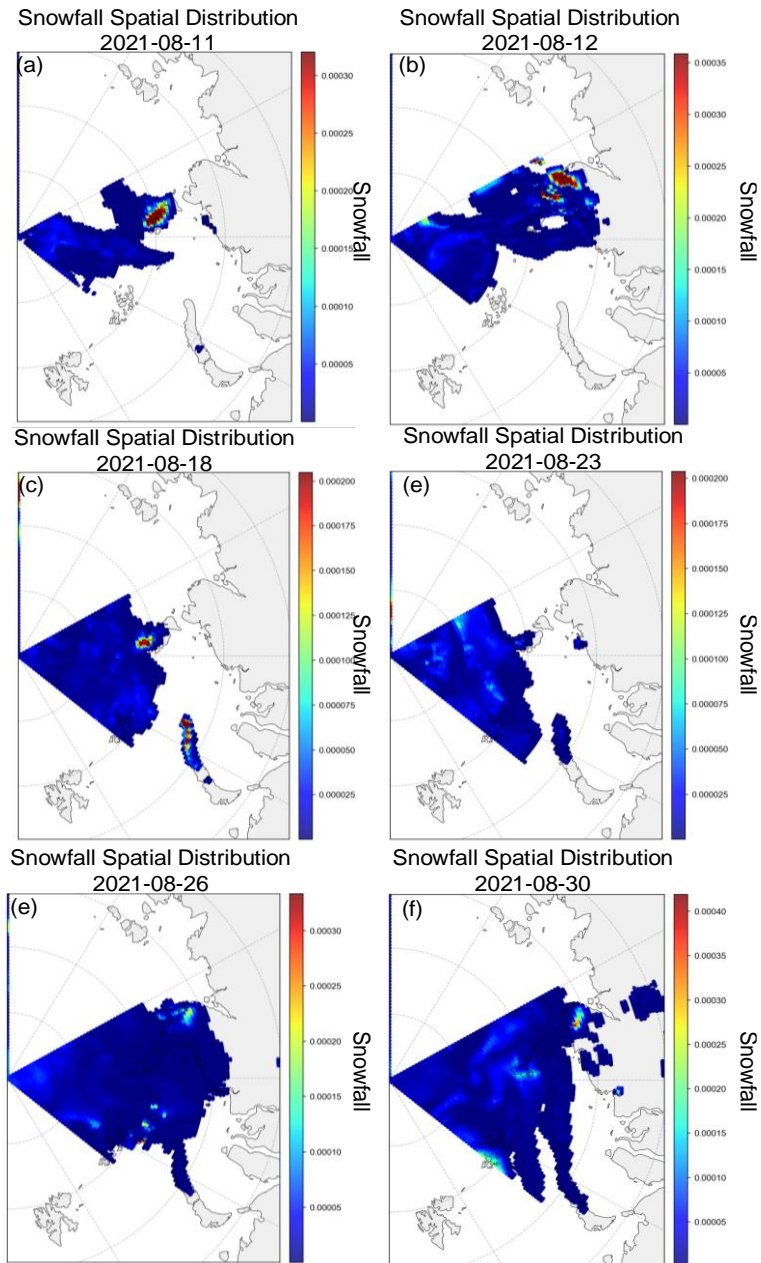 Snowfall Spatial Distribution
2021-08-11
(a)
0.00030
0.00025
0.00020
0.00015
0.00010
0.00005
Snowfall
Snowfall Spatial Distribution
2021-08-12
(b)
0.00035
0.00030
0.00025
0.00020
0.00015
0.00010
0.00005
Snowfall
Snowfall Spatial Distribution
2021-08-18
(c)
0.000200
0.000175
0.000150
0.000125
0.000100
0.000075
0.000050
0.000025
Snowfall
Snowfall Spatial Distribution
2021-08-23
(e)
0.000200
0.000175
0.000150
0.000125
0.000100
0.000075
0.000050
0.000025
Snowfall
Snowfall Spatial Distribution
2021-08-26
(e)
0.00030
0.00025
0.00020
0.00015
0.00010
0.00005
Snowfall
Snowfall Spatial Distribution
2021-08-30
(f)
0.00040
0.00035
0.00030
0.00025
0.00020
0.00015
0.00010
0.00005
Snowfall